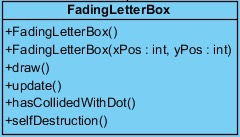 FadingLetterBox
+FadingLetterBox()
+FadingLetterBox(xPos : int, yPos : int)
+draw()
+update()
+hasCollidedWithDot()
+selfDestruction()